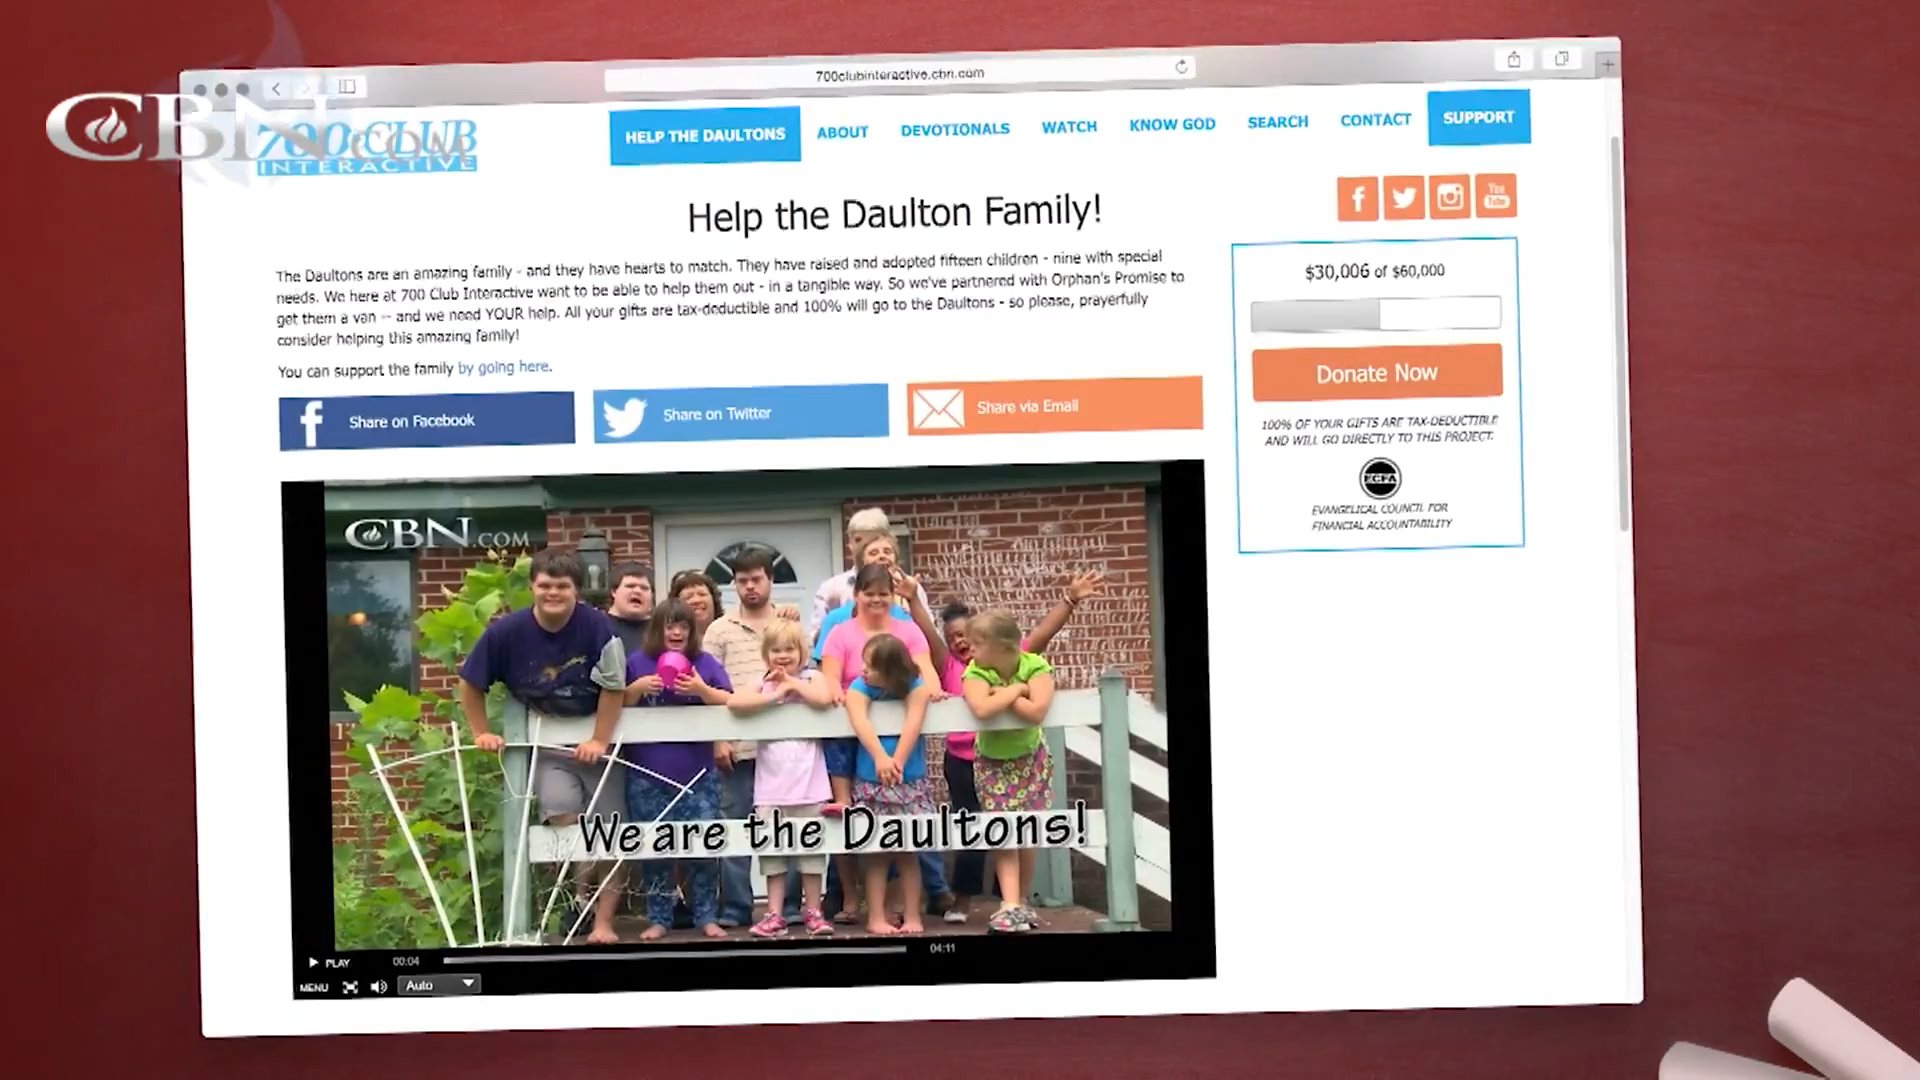 700clubinteractive.cbn.com
CBN.com
700 CLUB
INTERACTIVE
HELP THE DAULTONS
ABOUT
DEVOTIONALS
WATCH
KNOW GOD
SEARCH
CONTACT
SUPPORT
Help the Daulton Family!
The Daultons are an amazing family - and they have hearts to match. They have raised and adopted fifteen children - nine with special
needs. We here at 700 Club Interactive want to be able to help them out - in a tangible way. So we've partnered with Orphan's Promise to
get them a van -- and we need YOUR help. All your gifts are tax-deductible and 100% will go to the Daultons - so please, prayerfully
consider helping this amazing family!
You can support the family by going here.
Share on Facebook
Share on Twitter
Share via Email
You
Tube
$30,006 of $60,000
Donate Now
100% OF YOUR GIFTS ARE TAX-DEDUCTIBLE
AND WILL GO DIRECTLY TO THIS PROJECT.
ECFA
EVANGELICAL COUNCIL FOR
FINANCIAL ACCOUNTABILITY
CBN.COM
We are the Daultons!
PLAY
00:04
04:11
MENU
Auto